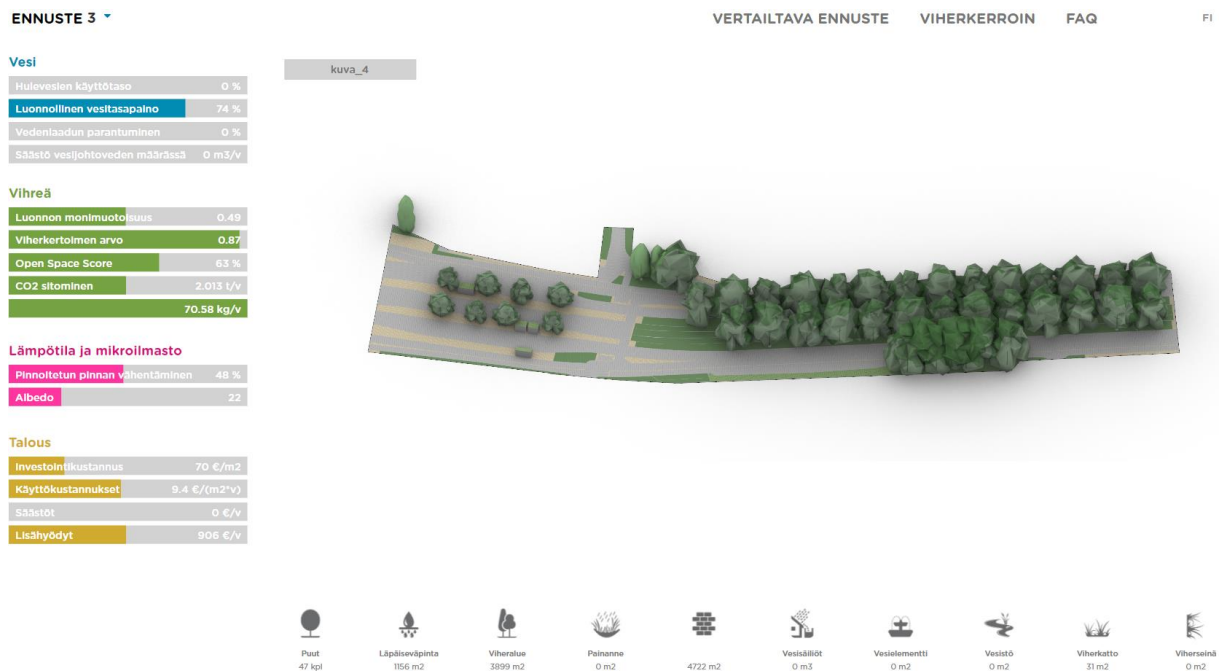 ENNUSTE 3
VERTAILTAVA ENNUSTE VIHERKERROIN FAQ FI
Vesi
Hulevesien käyttötaso 0 %
Luonnollinen vesitasapaino 74 %
Vedenlaadun parantuminen 0 %
Säästö vesijohtoveden määrässä 0 m3/v
Vihreä
Luonnon monimuotoisuus 0.49
Viherkertoimen arvo 0.87
Open Space Score 63 %
CO2 sitominen 2.013 t/v
70.58 kg/v
Lämpötila ja mikroilmasto
Pinnoitetun pinnan vähentäminen 48 %
Albedo 22
Talous
Investointikustannus 70 €/m2
Käyttökustannukset 9.4 €/(m2*v)
Säästöt 0 €/v
Lisähyödyt 906 €/v
kuva_4
Puut Läpäiseväpinta Viheralue Painanne Vesisäiliöt Vesielementti Vesistö Viherkatto Viherseinä
47 kpl 1156 m2 3899 m2 0 m2 4722 m2 0 m3 0 m2 0 m2 31 m2 0 m2